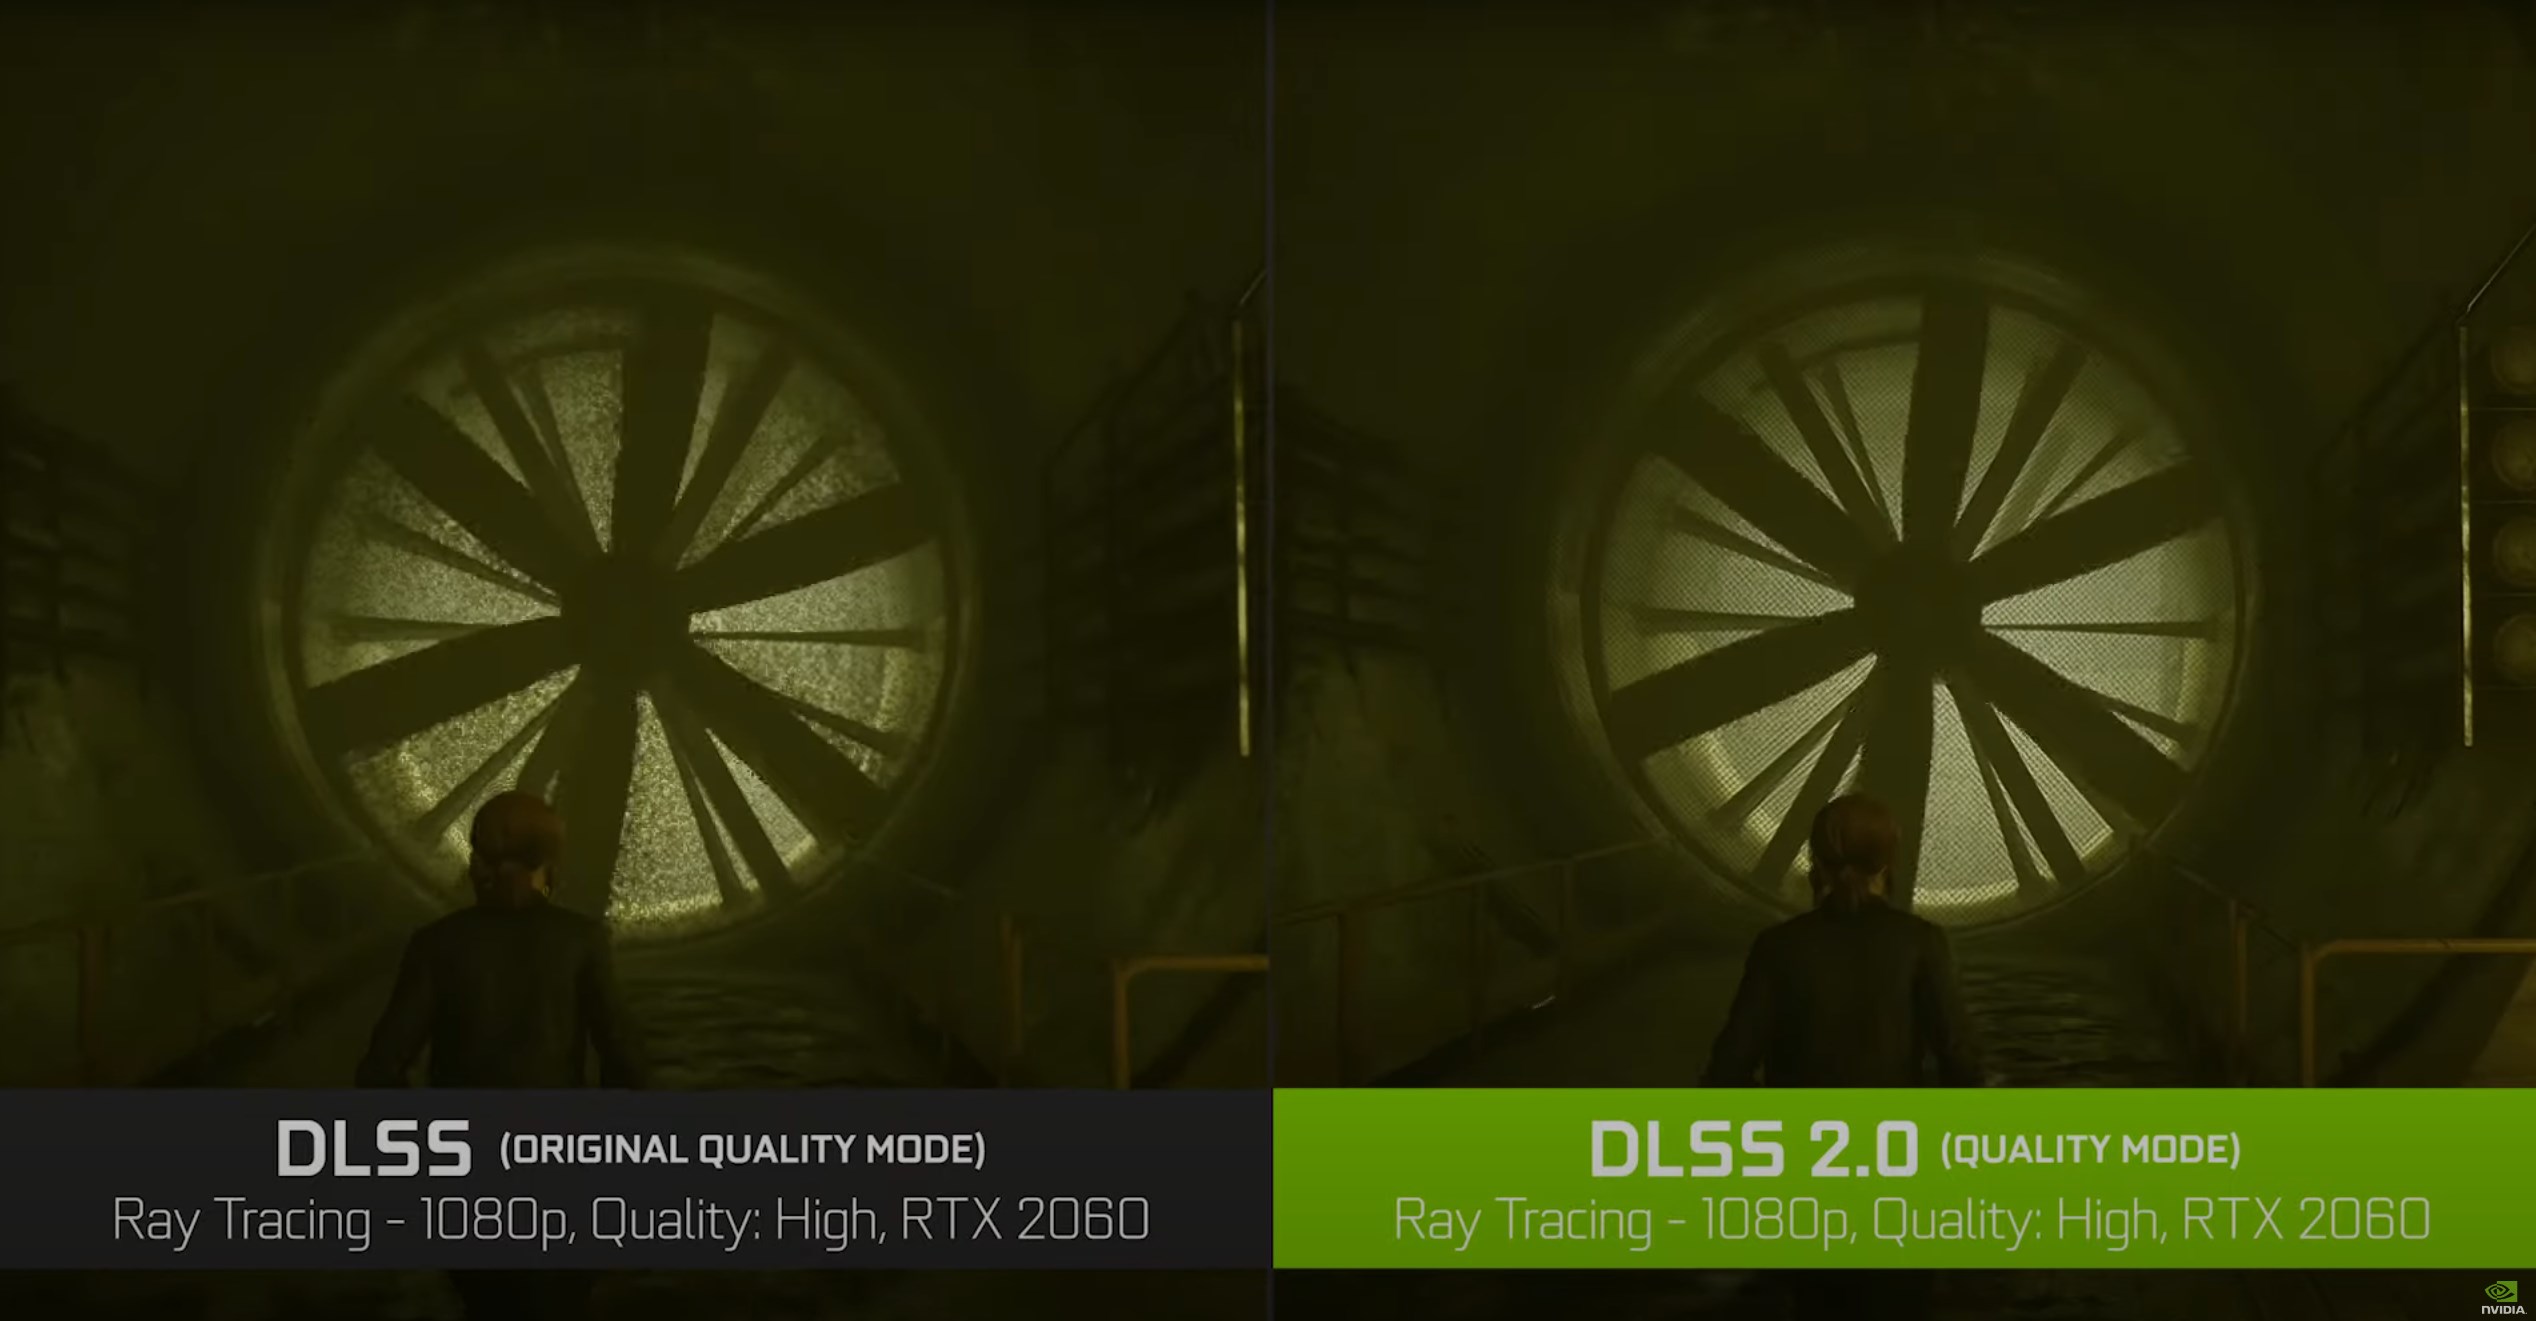 DLSS (ORIGINAL QUALITY MODE)
Ray Tracing - 1080p, Quality: High, RTX 2060
DLSS 2.0 (QUALITY MODE)
Ray Tracing - 1080p, Quality: High, RTX 2060
NVIDIA.